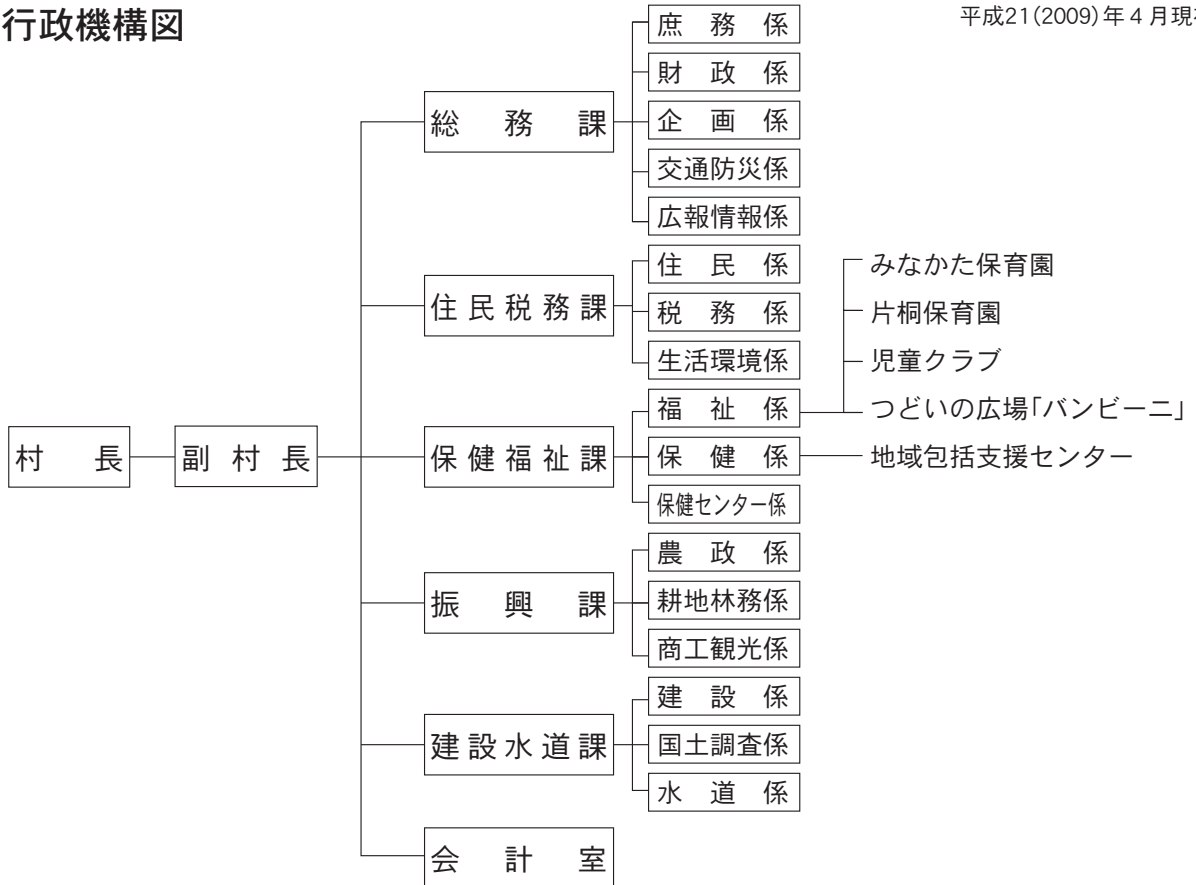 行政機構図
平成21(2009)年4月現在
村長
副村長
総務課
庶務係
財政係
企画係
交通防災係
広報情報係
住民税務課
住民係
税務係
生活環境係
保健福祉課
福祉係
みなかた保育園
片桐保育園
児童クラブ
つどいの広場「バンビーニ」
保健係
地域包括支援センター
保健センター係
振興課
農政係
耕地林務係
商工観光係
建設水道課
建設係
国土調査係
水道係
会計室